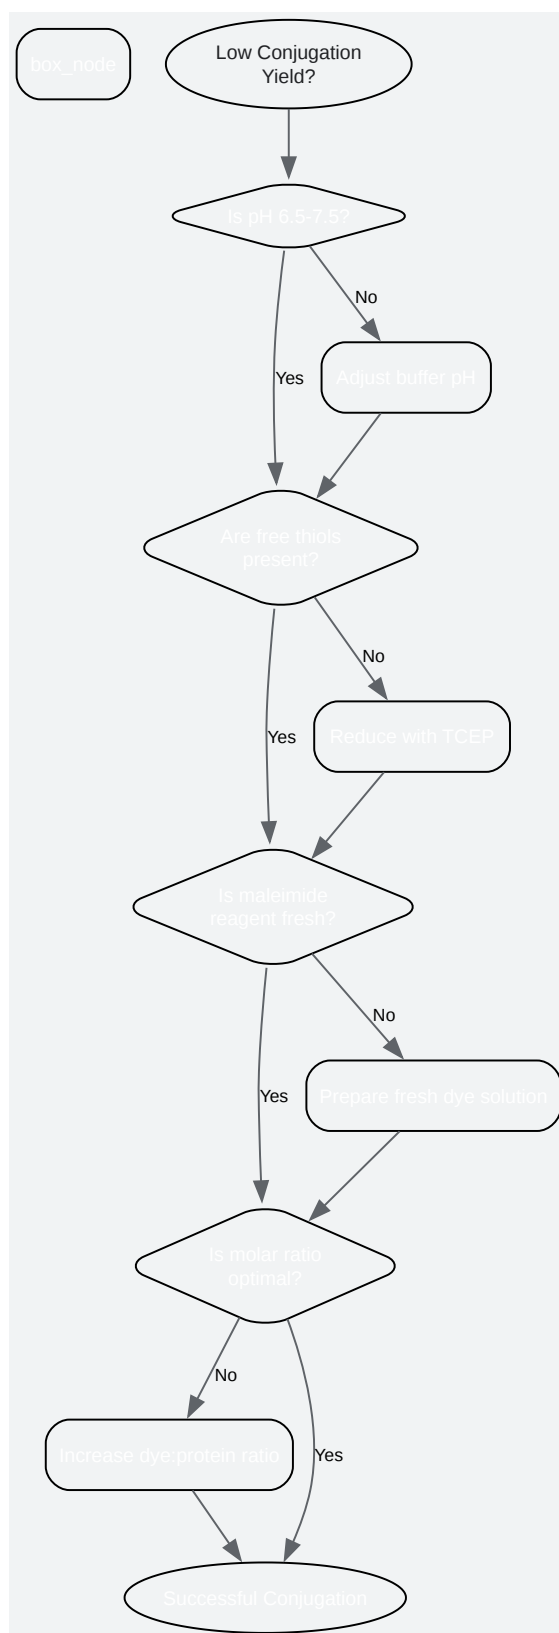 box_node
Low Conjugation
Yield?
Is pH 6.5-7.5?
No
Yes
Adjust buffer pH
Are free thiols
present?
No
Yes
Reduce with TCEP
Is maleimide
reagent fresh?
No
Yes
Prepare fresh dye solution
Is molar ratio
optimal?
No
Yes
Increase dye:protein ratio
Successful Conjugation